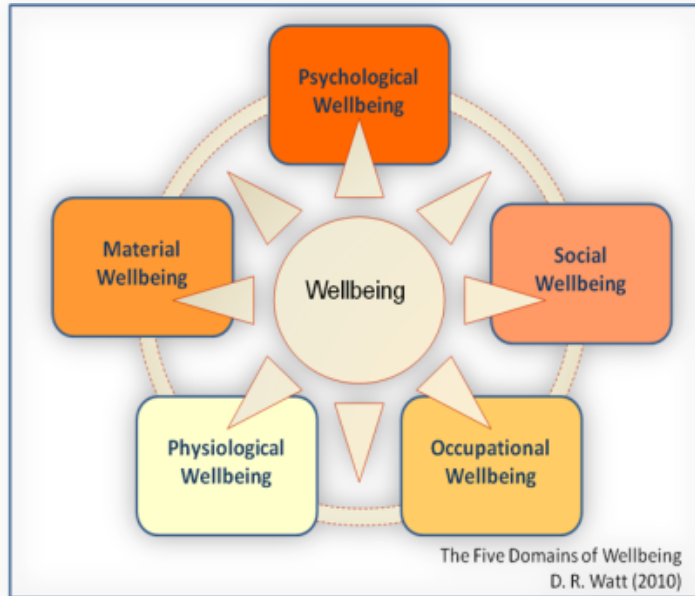 Psychological
Wellbeing
Material
Wellbeing
Social
Wellbeing
Wellbeing
Physiological
Wellbeing
Occupational
Wellbeing
The Five Domains of Wellbeing
D. R. Watt (2010)